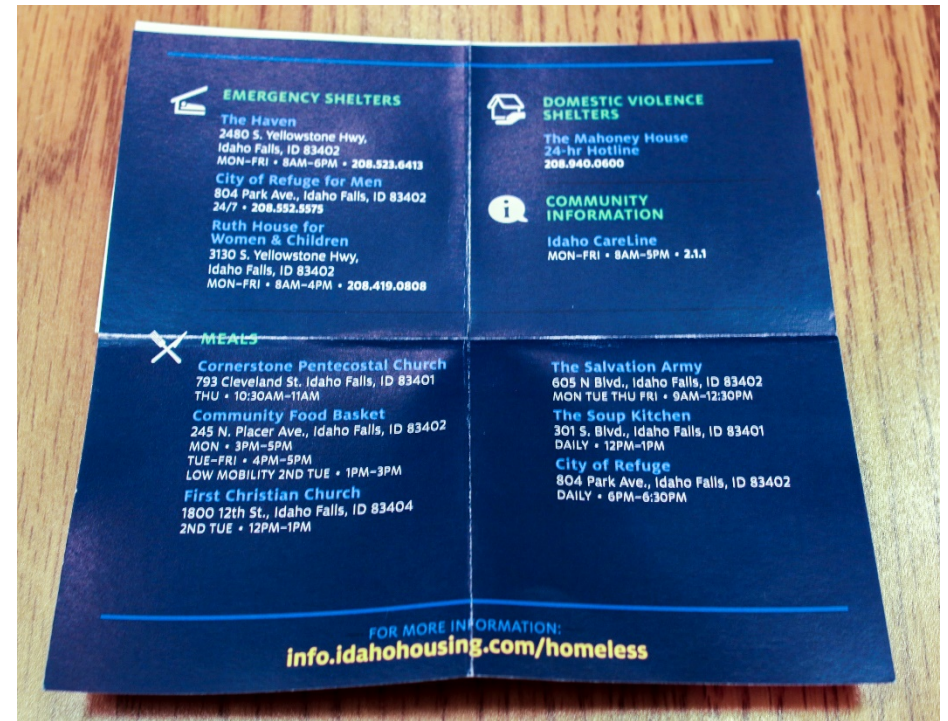 EMERGENCY SHELTERS
The Haven
2480 S. Yellowstone Hwy,
Idaho Falls, ID 83402
MON–FRI • 8AM–6PM • 208.523.6413
City of Refuge for Men
804 Park Ave., Idaho Falls, ID 83402
24/7 • 208.552.5575
Ruth House for
Women & Children
3130 S. Yellowstone Hwy,
Idaho Falls, ID 83402
MON–FRI • 8AM–4PM • 208.419.0808
DOMESTIC VIOLENCE
SHELTERS
The Mahoney House
24-hr Hotline
208.940.0600
COMMUNITY
INFORMATION
Idaho CareLine
MON–FRI • 8AM–5PM • 2.1.1
MEALS
Cornerstone Pentecostal Church
793 Cleveland St. Idaho Falls, ID 83401
THU • 10:30AM–11AM
Community Food Basket
245 N. Placer Ave., Idaho Falls, ID 83402
MON • 3PM–5PM
TUE–FRI • 4PM–5PM
LOW MOBILITY 2ND TUE • 1PM–3PM
First Christian Church
1800 12th St., Idaho Falls, ID 83404
2ND TUE • 12PM–1PM
The Salvation Army
605 N Blvd., Idaho Falls, ID 83402
MON TUE THU FRI • 9AM–12:30PM
The Soup Kitchen
301 S. Blvd., Idaho Falls, ID 83401
DAILY • 12PM–1PM
City of Refuge
804 Park Ave., Idaho Falls, ID 83402
DAILY • 6PM–6:30PM
FOR MORE INFORMATION:
info.idahohousing.com/homeless